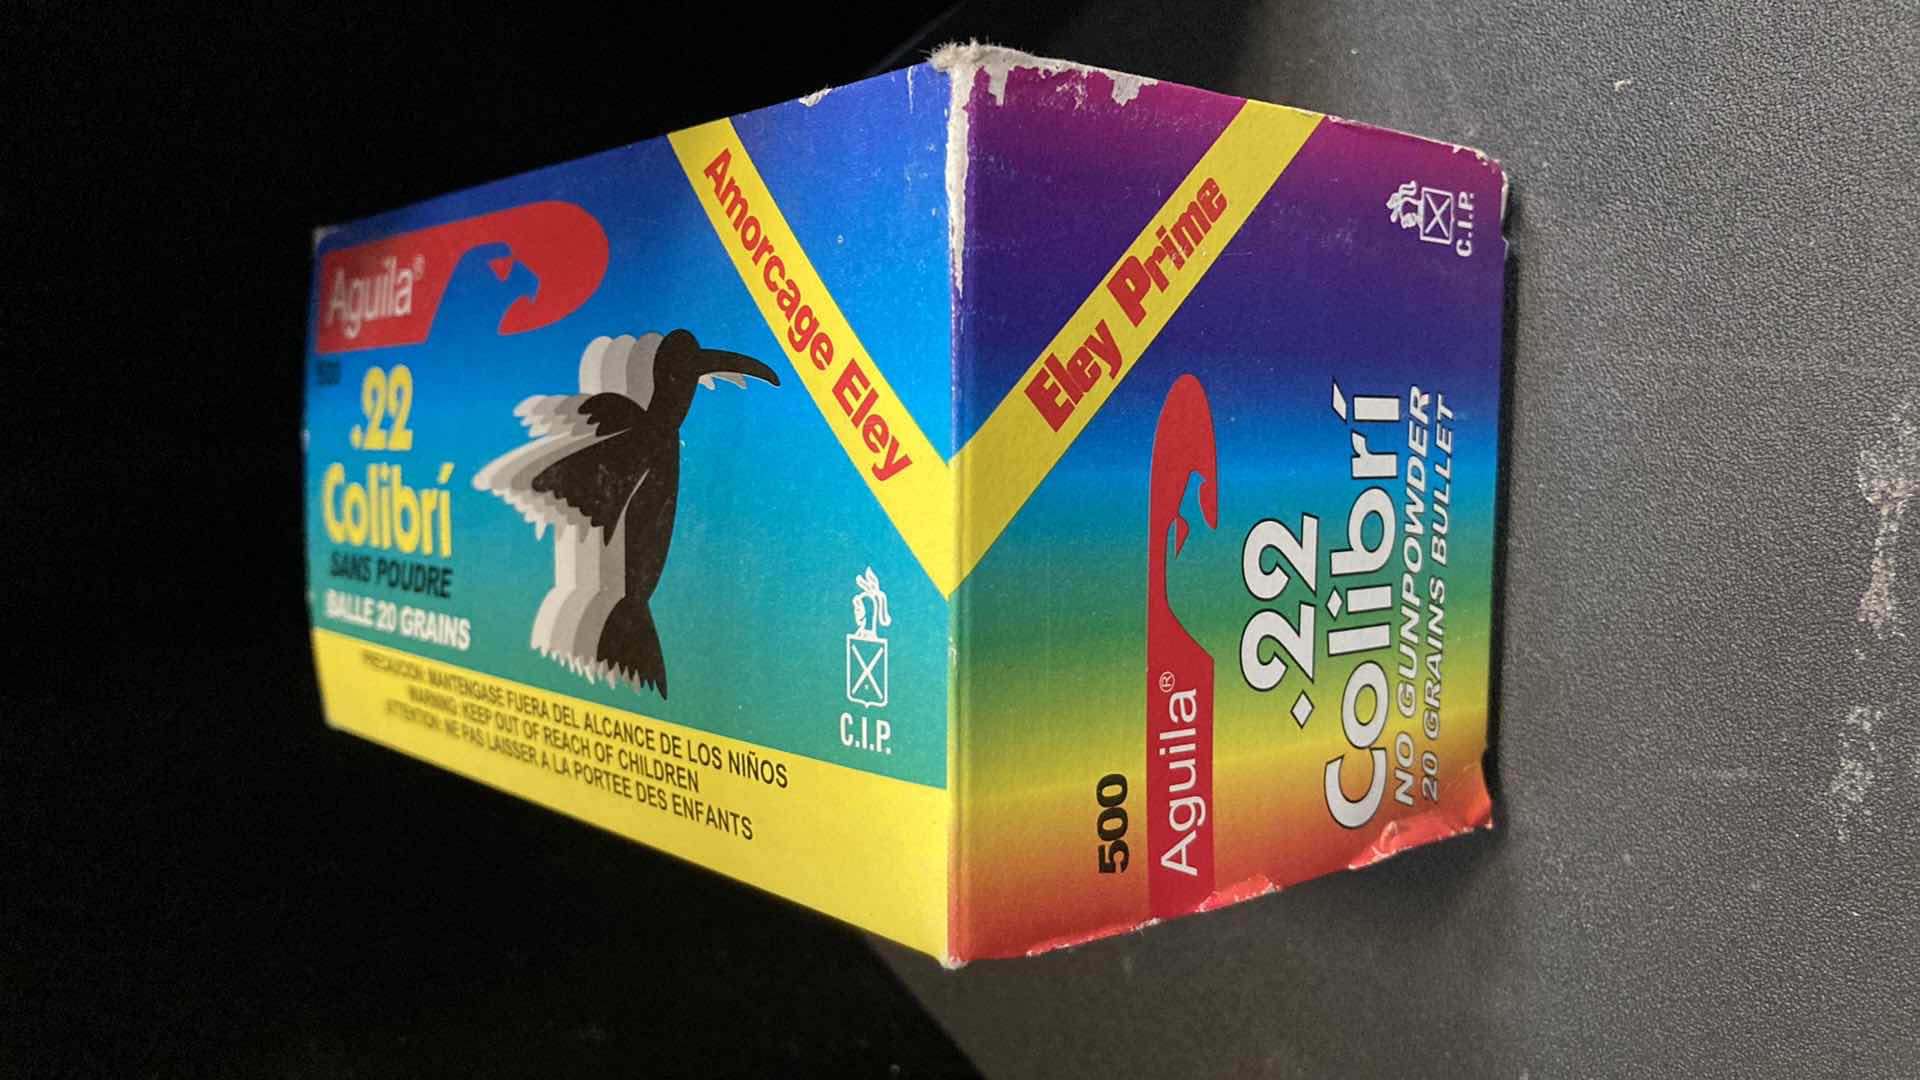 Aguila®
500
.22
Colibrí
SANS POUDRE
BALLE 20 GRAINS
Amorcage Eley
C.I.P.
PRECAUCION: MANTENGASE FUERA DEL ALCANCE DE LOS NIÑOS
WARNING: KEEP OUT OF REACH OF CHILDREN
ATTENTION: NE PAS LAISSER A LA PORTEE DES ENFANTS
Eley Prime
500
Aguila®
.22
Colibrí
NO GUNPOWDER
20 GRAINS BULLET
C.I.P.